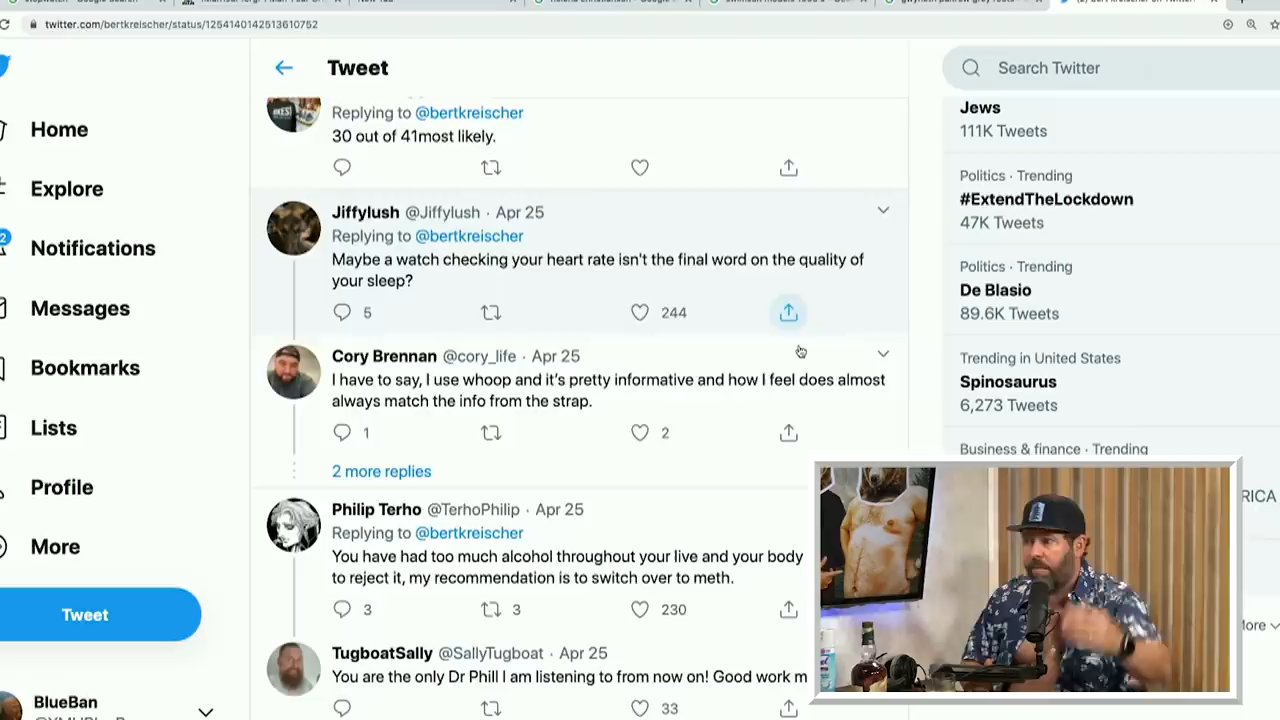 twitter.com/bertkreischer/status/1254140142513610752
Tweet
Search Twitter
Home
Explore
Notifications
2
Messages
Bookmarks
Lists
Profile
More
Tweet
BlueBan
Replying to @bertkreischer
30 out of 41most likely.
Jiffylush @Jiffylush · Apr 25
Replying to @bertkreischer
Maybe a watch checking your heart rate isn't the final word on the quality of
your sleep?
5 244
Cory Brennan @cory_life · Apr 25
I have to say, I use whoop and it's pretty informative and how I feel does almost
always match the info from the strap.
1 2
2 more replies
Philip Terho @TerhoPhilip · Apr 25
Replying to @bertkreischer
You have had too much alcohol throughout your live and your body
to reject it, my recommendation is to switch over to meth.
3 3 230
TugboatSally @SallyTugboat · Apr 25
You are the only Dr Phill I am listening to from now on! Good work m
33
Jews
111K Tweets
Politics · Trending
#ExtendTheLockdown
47K Tweets
Politics · Trending
De Blasio
89.6K Tweets
Trending in United States
Spinosaurus
6,273 Tweets
Business & finance · Trending
RICA
ore